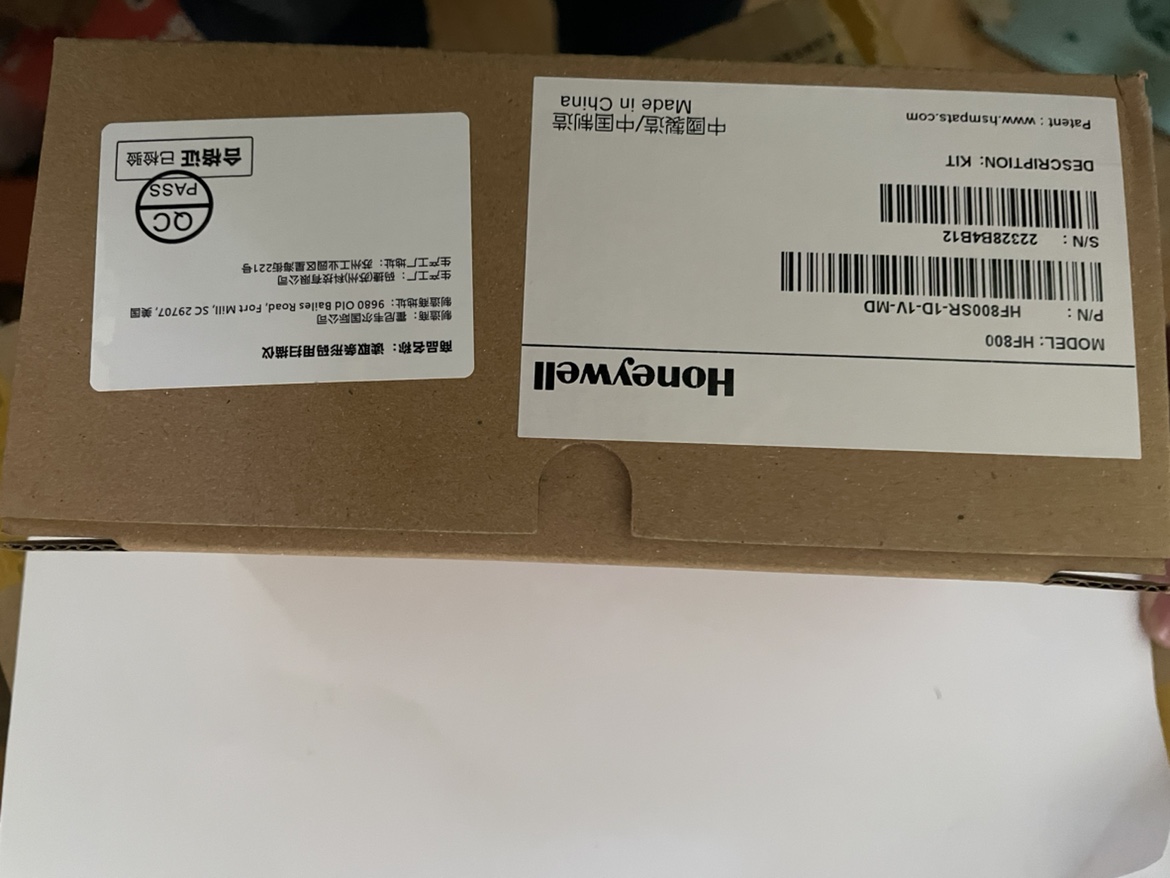 Honeywell
MODEL: HF800
P/N : HF800SR-1D-1V-MD
S/N : 22328B4B12
DESCRIPTION: KIT
Patent : www.hsmpats.com
中國製造/中国制造
Made in China
商品名称：读取条形码用扫描仪
制造商：霍尼韦尔国际公司
制造商地址：9680 Old Bailes Road, Fort Mill, SC 29707, 美国
生产工厂：码捷(苏州)科技有限公司
生产工厂地址：苏州工业园区星海街221号
QC
PASS
合格证 已检验